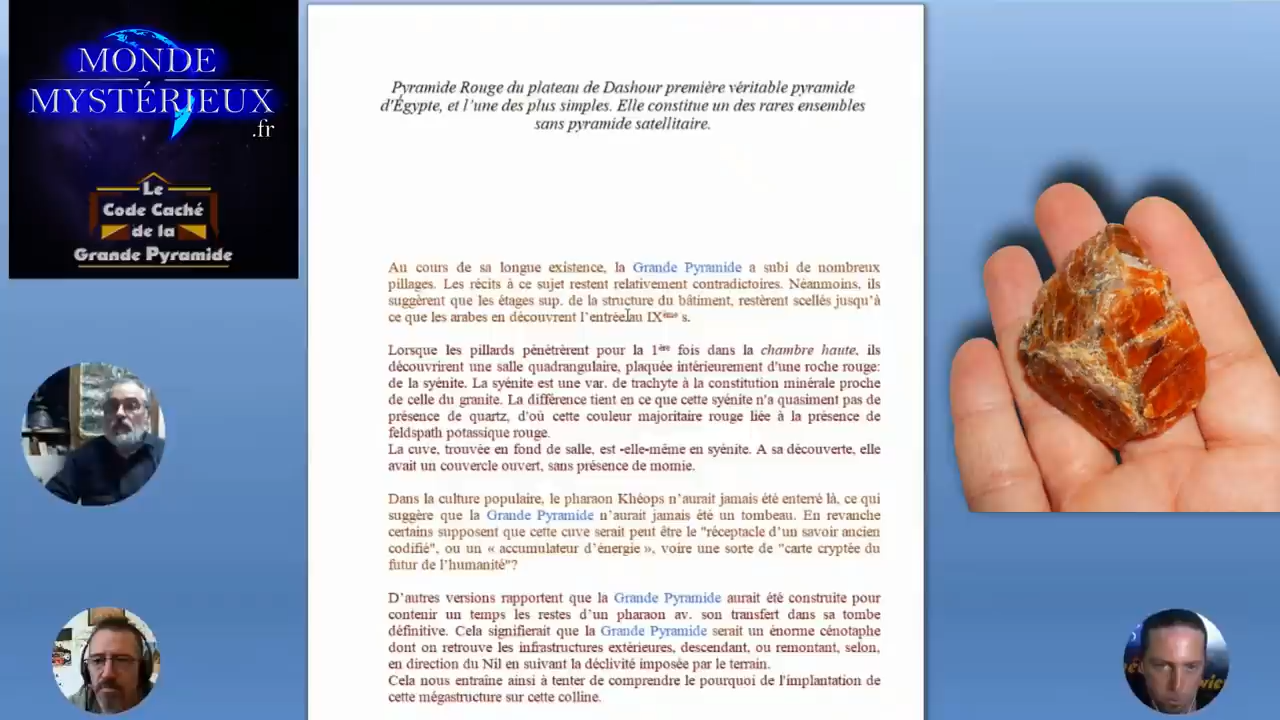 MONDE
MYSTÉRIEUX
.fr
Le
Code Caché
de la
Grande Pyramide
Pyramide Rouge du plateau de Dashour première véritable pyramide
d'Égypte, et l'une des plus simples. Elle constitue un des rares ensembles
sans pyramide satellitaire.
Au cours de sa longue existence, la Grande Pyramide a subi de nombreux
pillages. Les récits à ce sujet restent relativement contradictoires. Néanmoins, ils
suggèrent que les étages sup. de la structure du bâtiment, restèrent scellés jusqu'à
ce que les arabes en découvrent l'entrée au IXème s.
Lorsque les pillards pénétrèrent pour la 1ère fois dans la chambre haute, ils
découvrirent une salle quadrangulaire, plaquée intérieurement d'une roche rouge:
de la syénite. La syénite est une var. de trachyte à la constitution minérale proche
de celle du granite. La différence tient en ce que cette syénite n'a quasiment pas de
présence de quartz, d'où cette couleur majoritaire rouge liée à la présence de
feldspath potassique rouge.
La cuve, trouvée en fond de salle, est -elle-même en syénite. A sa découverte, elle
avait un couvercle ouvert, sans présence de momie.
Dans la culture populaire, le pharaon Khéops n'aurait jamais été enterré là, ce qui
suggère que la Grande Pyramide n'aurait jamais été un tombeau. En revanche
certains supposent que cette cuve serait peut être le "réceptacle d'un savoir ancien
codifié", ou un « accumulateur d'énergie », voire une sorte de "carte cryptée du
futur de l'humanité"?
D'autres versions rapportent que la Grande Pyramide aurait été construite pour
contenir un temps les restes d'un pharaon av. son transfert dans sa tombe
définitive. Cela signifierait que la Grande Pyramide serait un énorme cénotaphe
dont on retrouve les infrastructures extérieures, descendant, ou remontant, selon,
en direction du Nil en suivant la déclivité imposée par le terrain.
Cela nous entraîne ainsi à tenter de comprendre le pourquoi de l'implantation de
cette mégastructure sur cette colline.